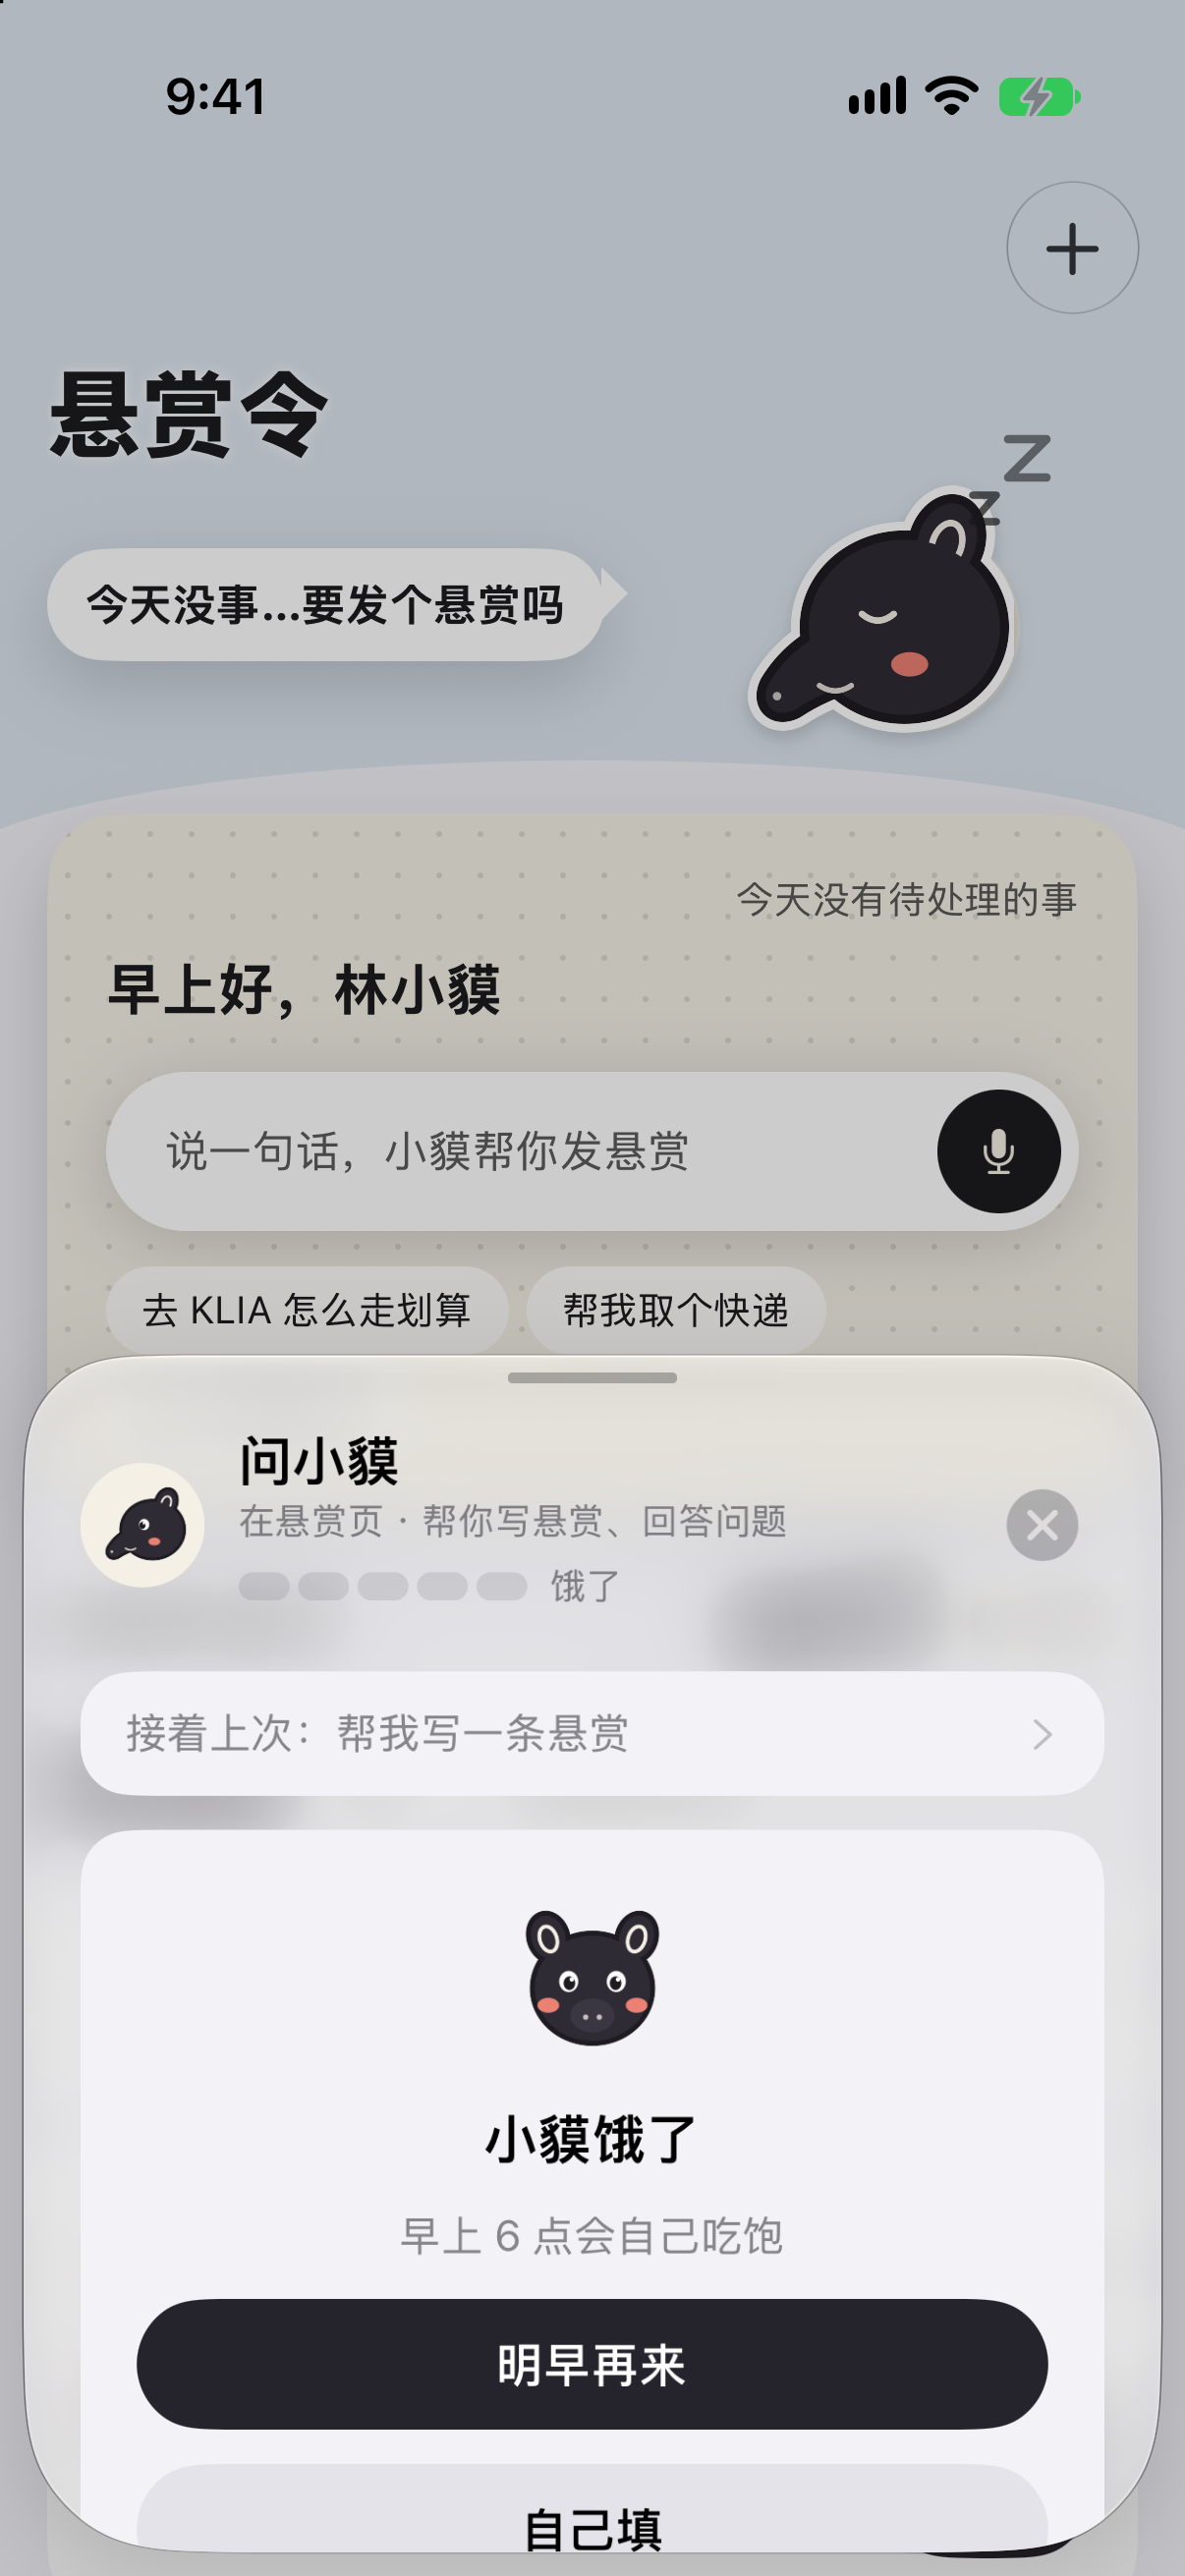 9:41
悬赏令
Z
z
今天没事...要发个悬赏吗
今天没有待处理的事
早上好，林小貘
说一句话，小貘帮你发悬赏
去 KLIA 怎么走划算
帮我取个快递
问小貘
在悬赏页 · 帮你写悬赏、回答问题
饿了
接着上次：帮我写一条悬赏
小貘饿了
早上 6 点会自己吃饱
明早再来
自己填